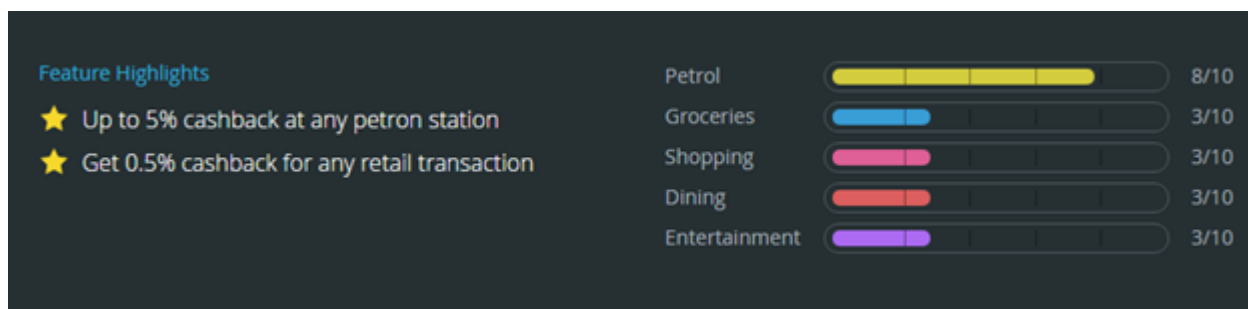 Feature Highlights
Up to 5% cashback at any petron station
Get 0.5% cashback for any retail transaction
Petrol 8/10
Groceries 3/10
Shopping 3/10
Dining 3/10
Entertainment 3/10